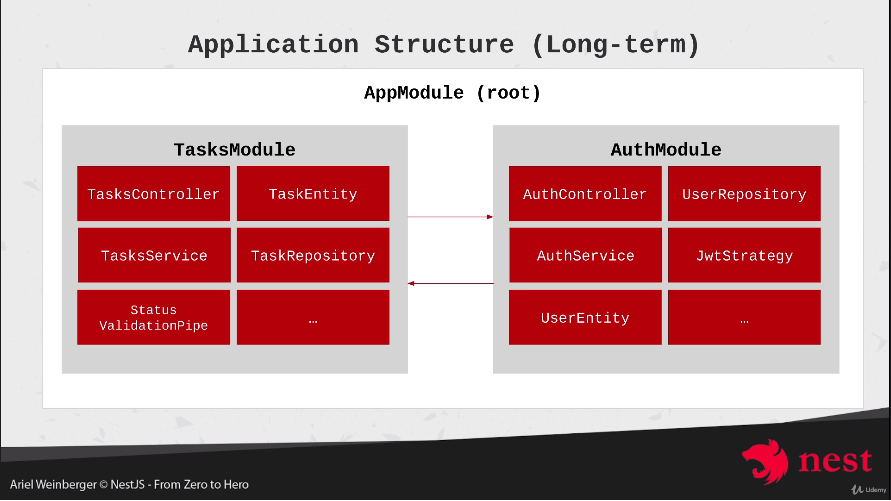 Application Structure (Long-term)
AppModule (root)
TasksModule
TasksController
TaskEntity
TasksService
TaskRepository
Status
ValidationPipe
…
AuthModule
AuthController
UserRepository
AuthService
JwtStrategy
UserEntity
…
nest
Ariel Weinberger © NestJS - From Zero to Hero
Udemy